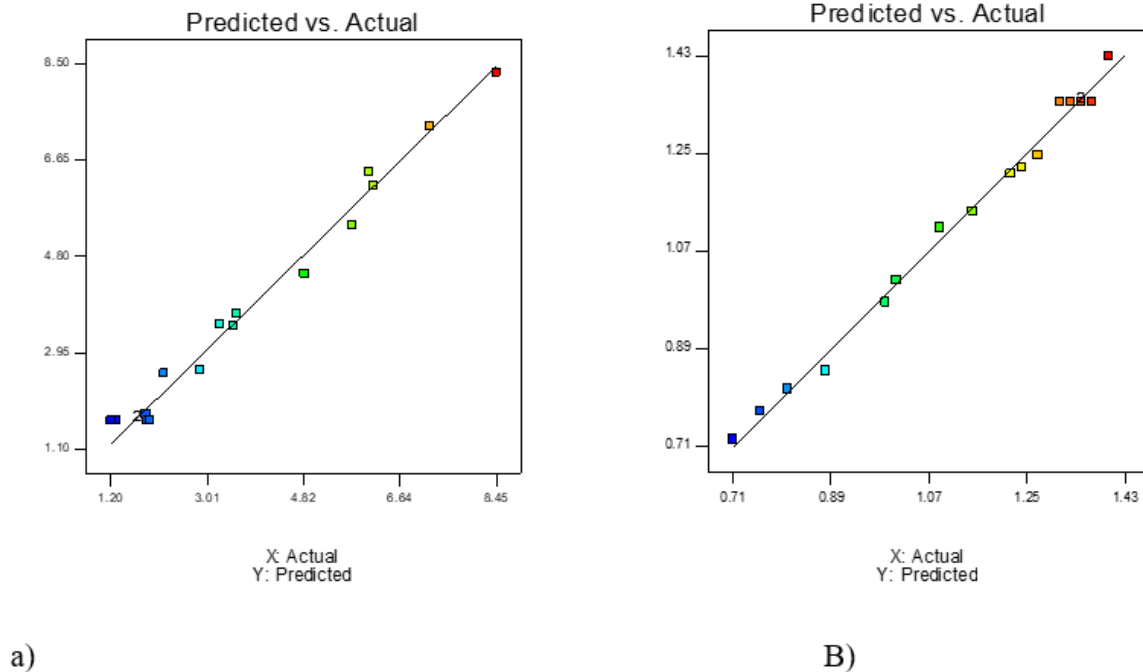 Predicted vs. Actual
8.50
6.65
4.80
2.95
1.10
2
1.20 3.01 4.82 6.64 8.45
X: Actual
Y: Predicted
a)
Predicted vs. Actual
1.43
1.25
1.07
0.89
0.71
2
0.71 0.89 1.07 1.25 1.43
X: Actual
Y: Predicted
B)